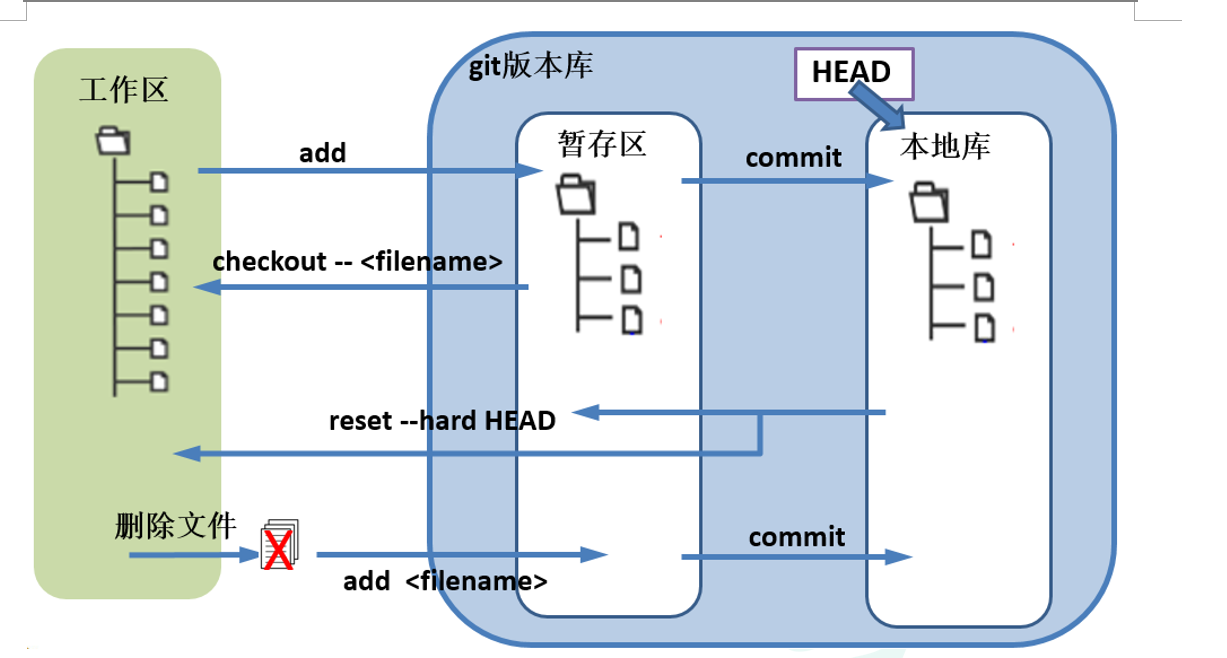 git版本库
HEAD
工作区
暂存区
本地库
add
commit
checkout -- <filename>
reset --hard HEAD
删除文件
commit
add <filename>